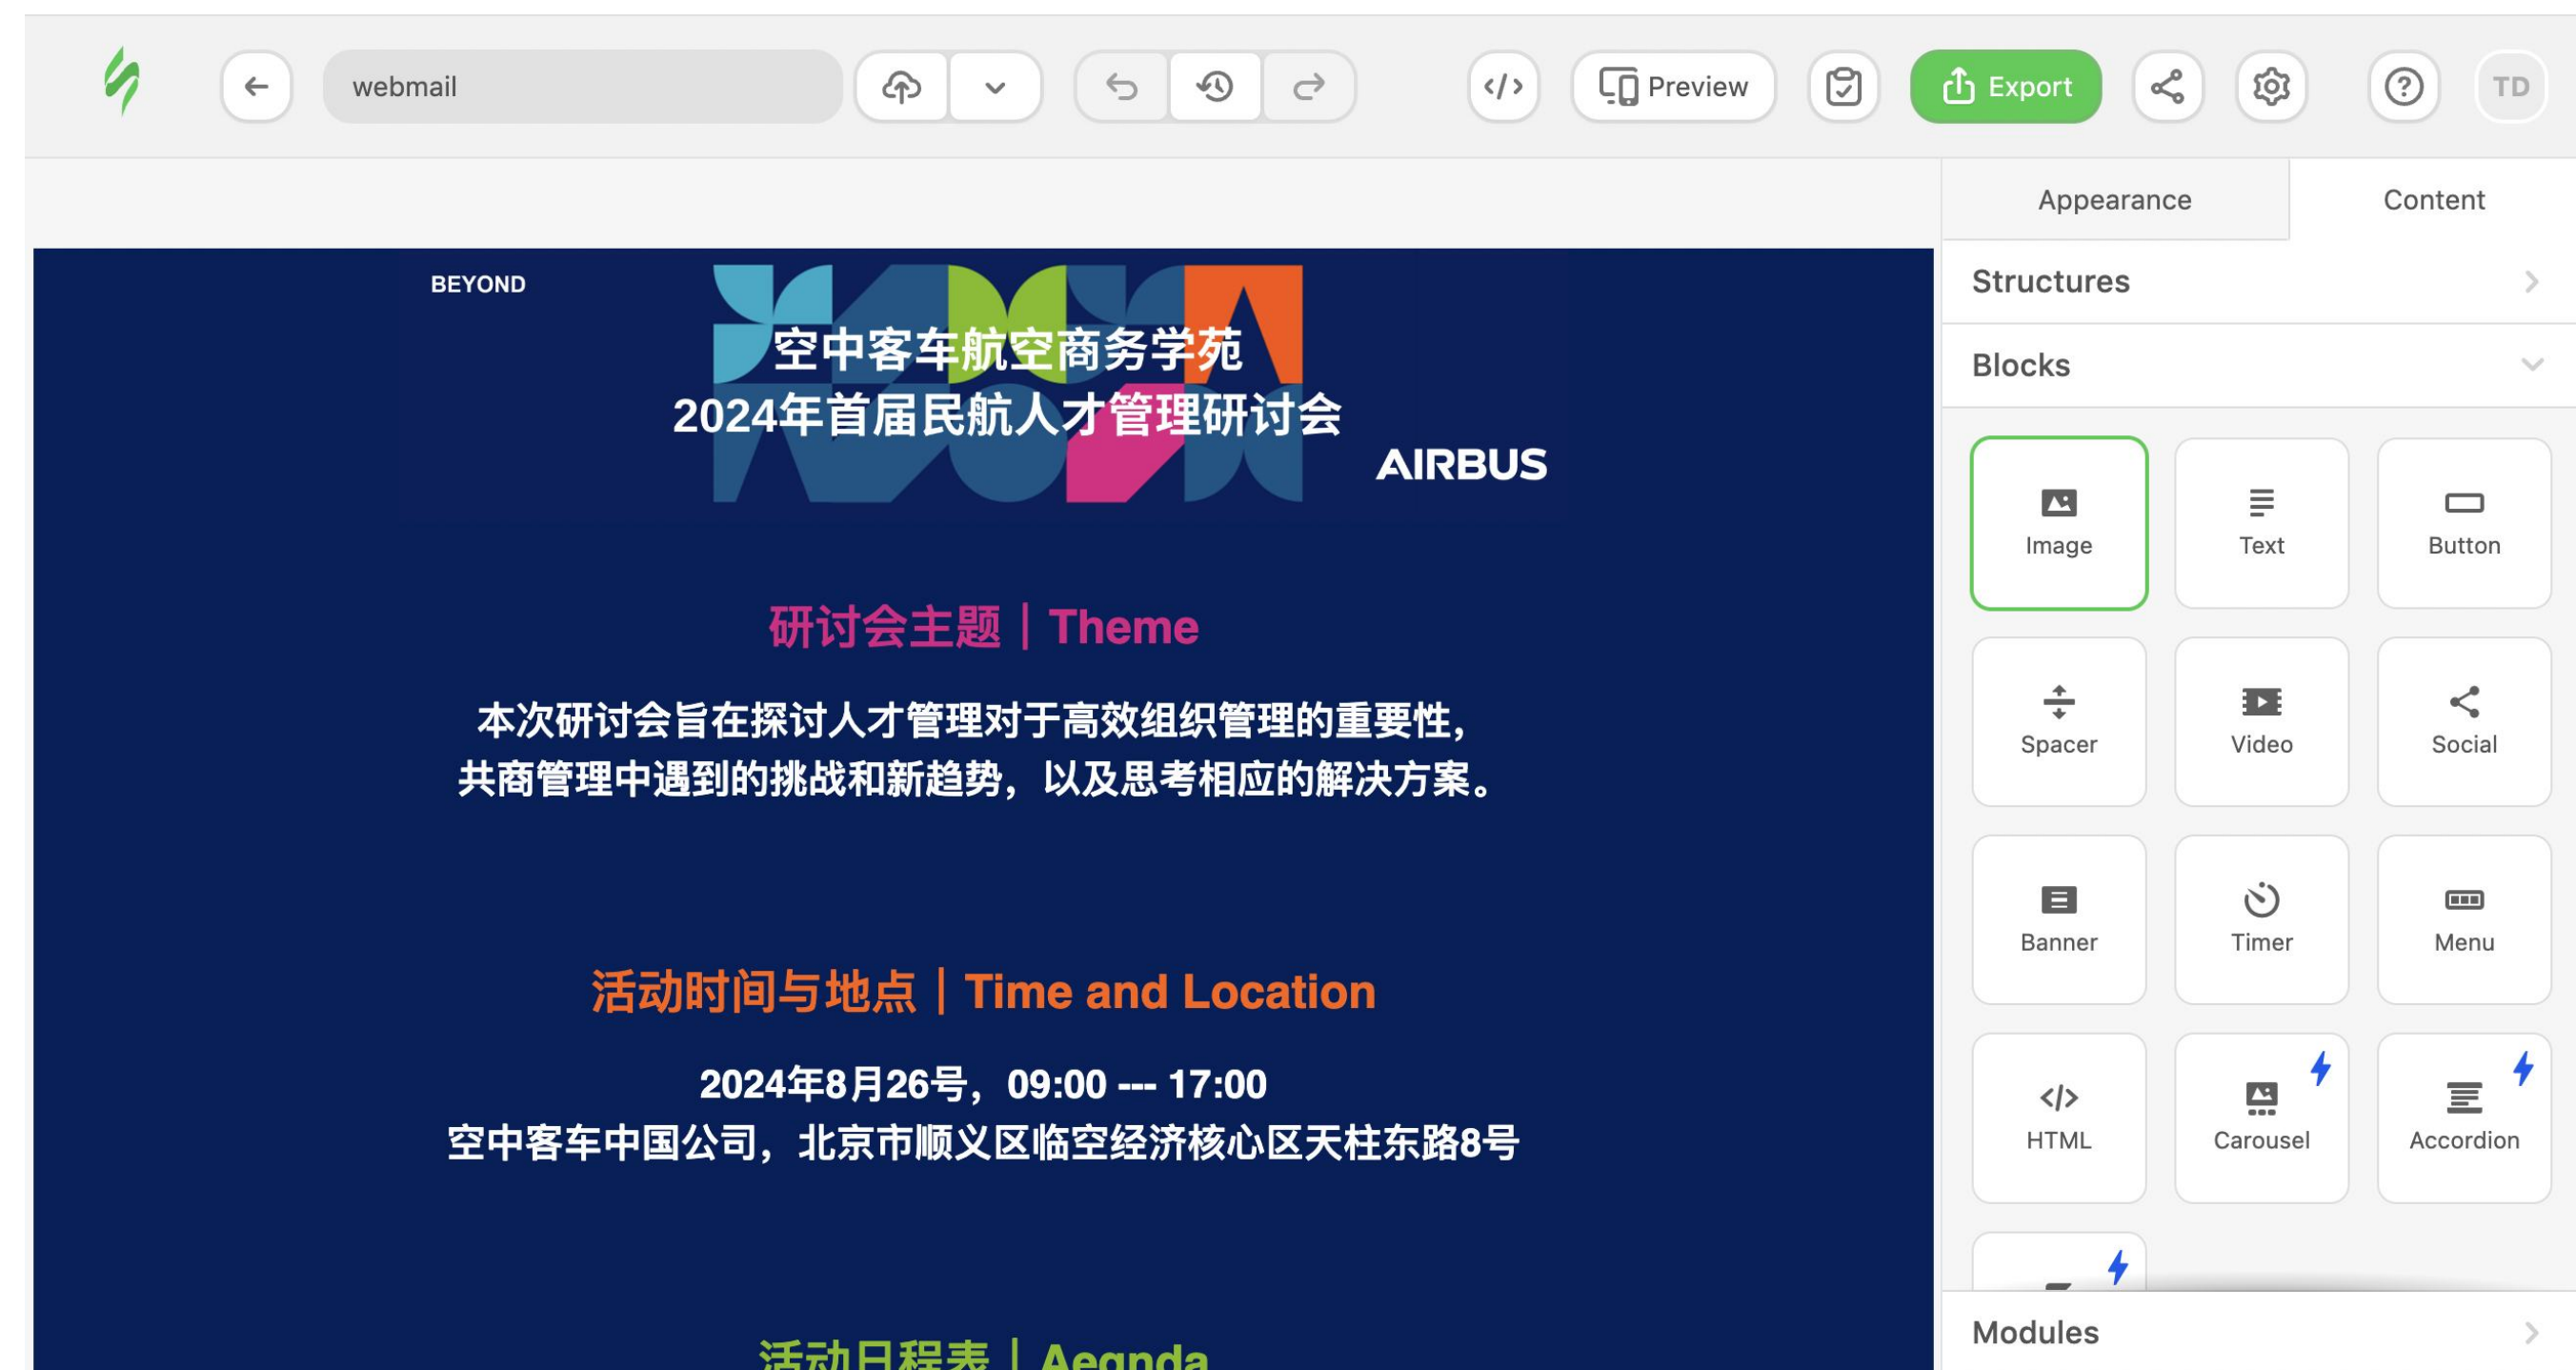 webmail
Preview
Export
TD
Appearance
Content
Structures
Blocks
BEYOND
空中客车航空商务学苑
2024年首届民航人才管理研讨会
AIRBUS
研讨会主题｜Theme
本次研讨会旨在探讨人才管理对于高效组织管理的重要性，
共商管理中遇到的挑战和新趋势，以及思考相应的解决方案。
活动时间与地点｜Time and Location
2024年8月26号，09:00 --- 17:00
空中客车中国公司，北京市顺义区临空经济核心区天柱东路8号
活动日程表｜Aegnda
Image
Text
Button
Spacer
Video
Social
Banner
Timer
Menu
HTML
Carousel
Accordion
Modules